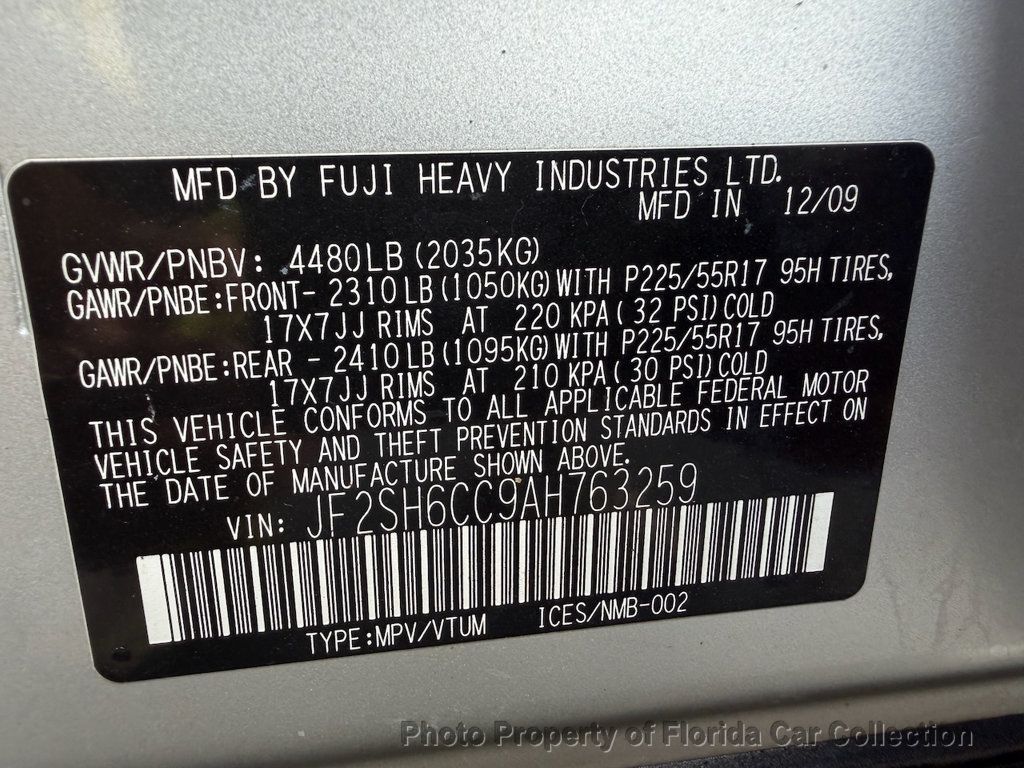 MFD BY FUJI HEAVY INDUSTRIES LTD.
MFD IN 12/09
GVWR/PNBV: 4480LB(2035KG)
GAWR/PNBE:FRONT- 2310LB(1050KG)WITH P225/55R17 95H TIRES,
17X7JJ RIMS AT 220 KPA(32 PSI)COLD
GAWR/PNBE:REAR - 2410LB(1095KG)WITH P225/55R17 95H TIRES,
17X7JJ RIMS AT 210 KPA(30 PSI)COLD
THIS VEHICLE CONFORMS TO ALL APPLICABLE FEDERAL MOTOR
VEHICLE SAFETY AND THEFT PREVENTION STANDARDS IN EFFECT ON
THE DATE OF MANUFACTURE SHOWN ABOVE.
VIN: JF2SH6CC9AH763259
TYPE:MPV/VTUM ICES/NMB-002
Photo Property of Florida Car Collection